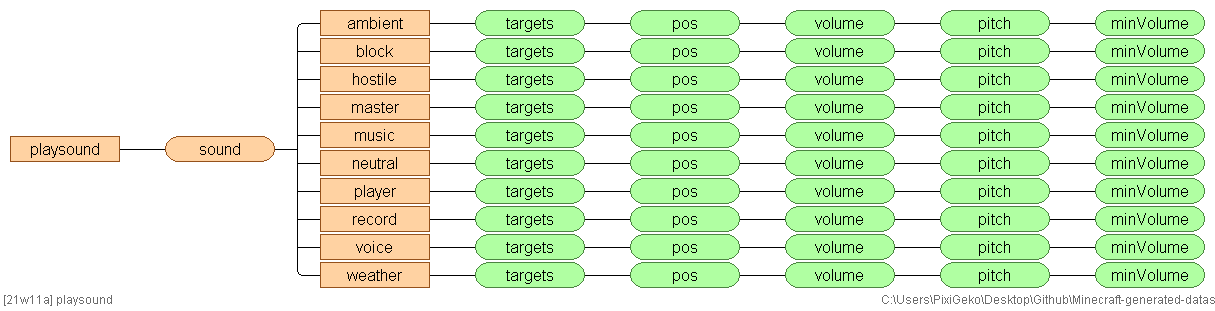 ambient targets pos volume pitch minVolume
block targets pos volume pitch minVolume
hostile targets pos volume pitch minVolume
master targets pos volume pitch minVolume
music targets pos volume pitch minVolume
playsound sound
neutral targets pos volume pitch minVolume
player targets pos volume pitch minVolume
record targets pos volume pitch minVolume
voice targets pos volume pitch minVolume
weather targets pos volume pitch minVolume
[21w11a] playsound
C:\Users\PixiGeko\Desktop\Github\Minecraft-generated-datas